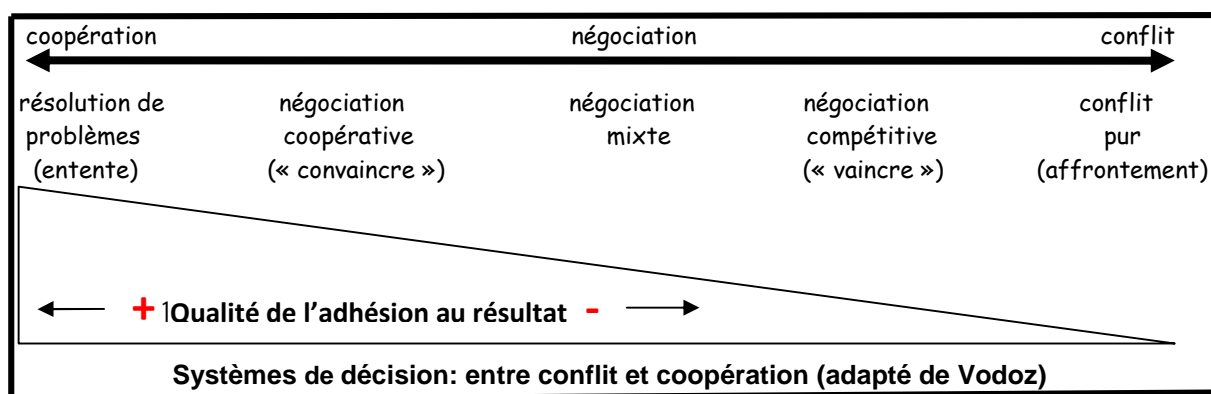 coopération négociation conflit
résolution de négociation négociation négociation conflit
problèmes coopérative mixte compétitive pur
(entente) (« convaincre ») (« vaincre ») (affrontement)
+ 1Qualité de l’adhésion au résultat -
Systèmes de décision: entre conflit et coopération (adapté de Vodoz)